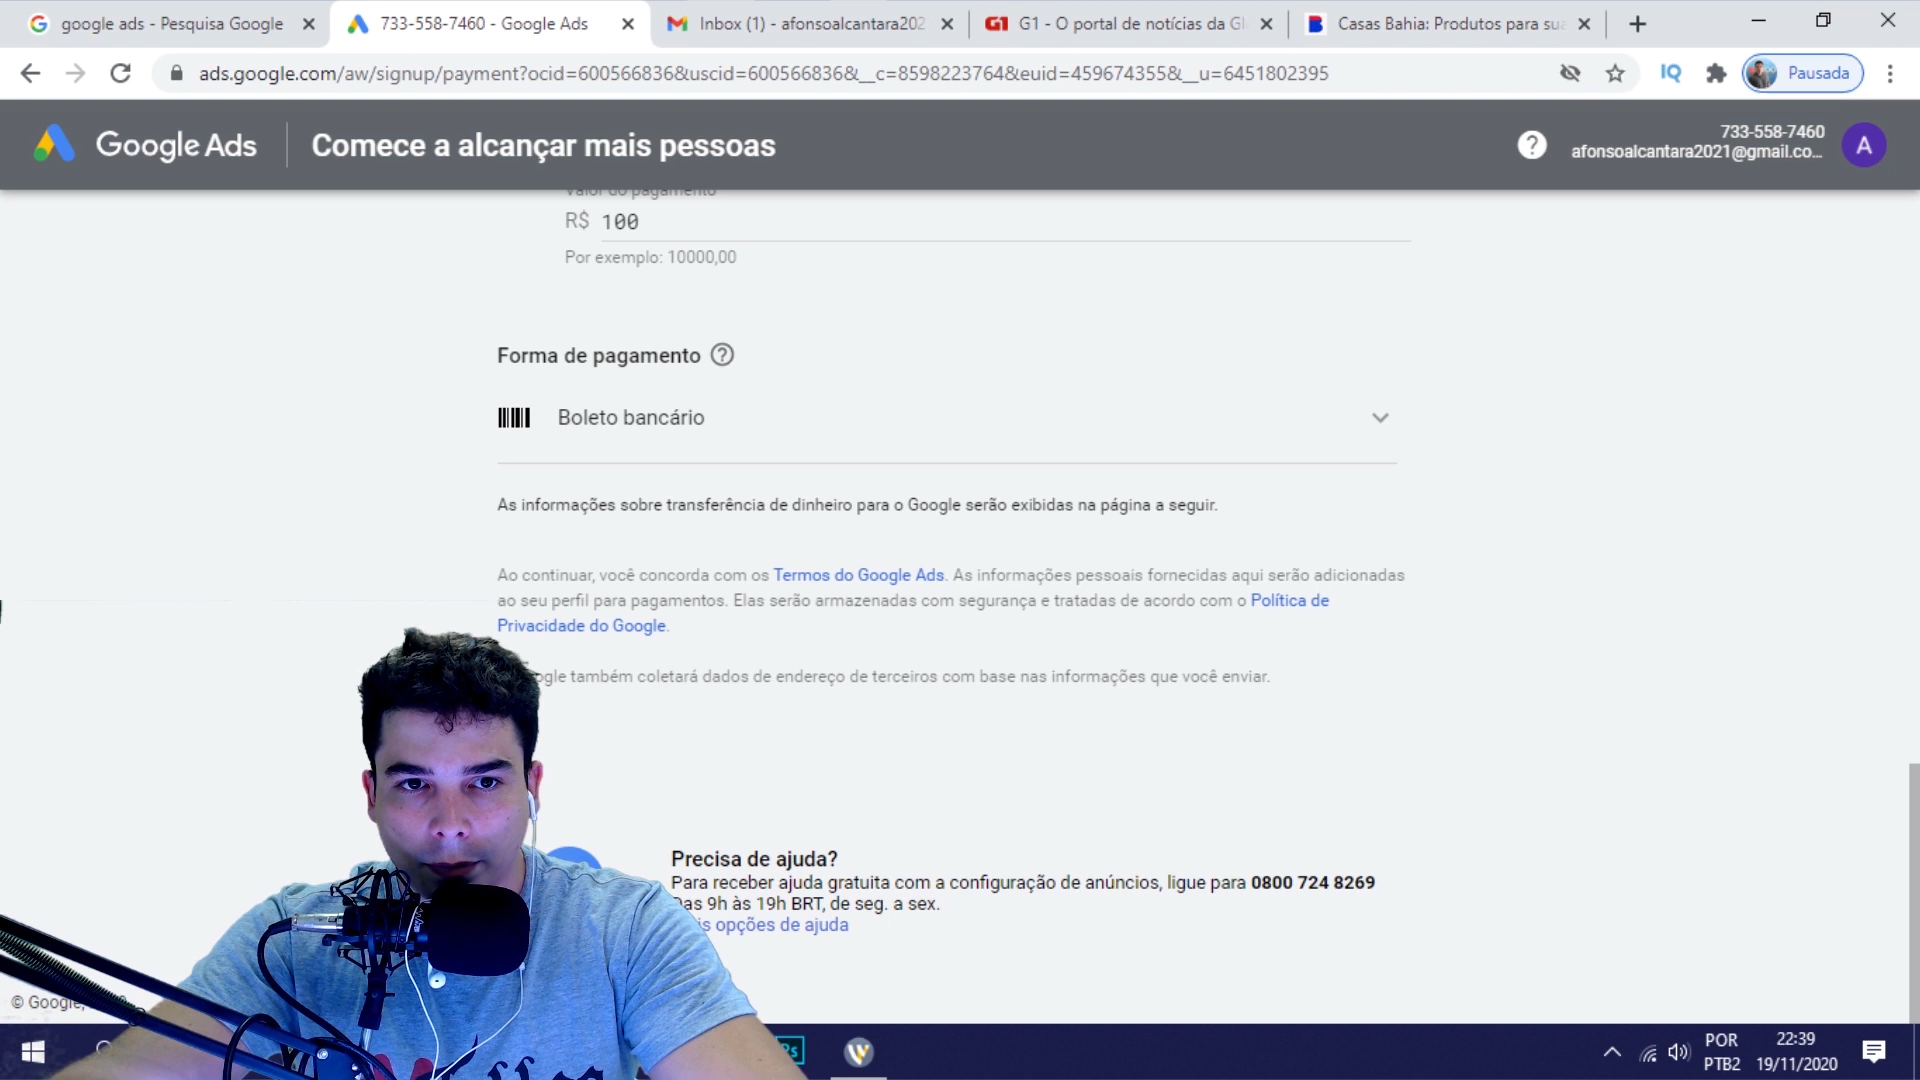 google ads - Pesquisa Google
733-558-7460 - Google Ads
Inbox (1) - afonsoalcantara202
G1 - O portal de notícias da Gl
Casas Bahia: Produtos para sua
ads.google.com/aw/signup/payment?ocid=600566836&uscid=600566836&__c=8598223764&euid=459674355&__u=6451802395
IQ
Pausada
Google Ads
Comece a alcançar mais pessoas
733-558-7460
afonsoalcantara2021@gmail.co...
A
Valor do pagamento
R$ 100
Por exemplo: 10000,00
Forma de pagamento
Boleto bancário
As informações sobre transferência de dinheiro para o Google serão exibidas na página a seguir.
Ao continuar, você concorda com os Termos do Google Ads. As informações pessoais fornecidas aqui serão adicionadas
ao seu perfil para pagamentos. Elas serão armazenadas com segurança e tratadas de acordo com o Política de
Privacidade do Google.
ogle também coletará dados de endereço de terceiros com base nas informações que você enviar.
Precisa de ajuda?
Para receber ajuda gratuita com a configuração de anúncios, ligue para 0800 724 8269
Das 9h às 19h BRT, de seg. a sex.
is opções de ajuda
© Google,
Ps
POR
PTB2
22:39
19/11/2020